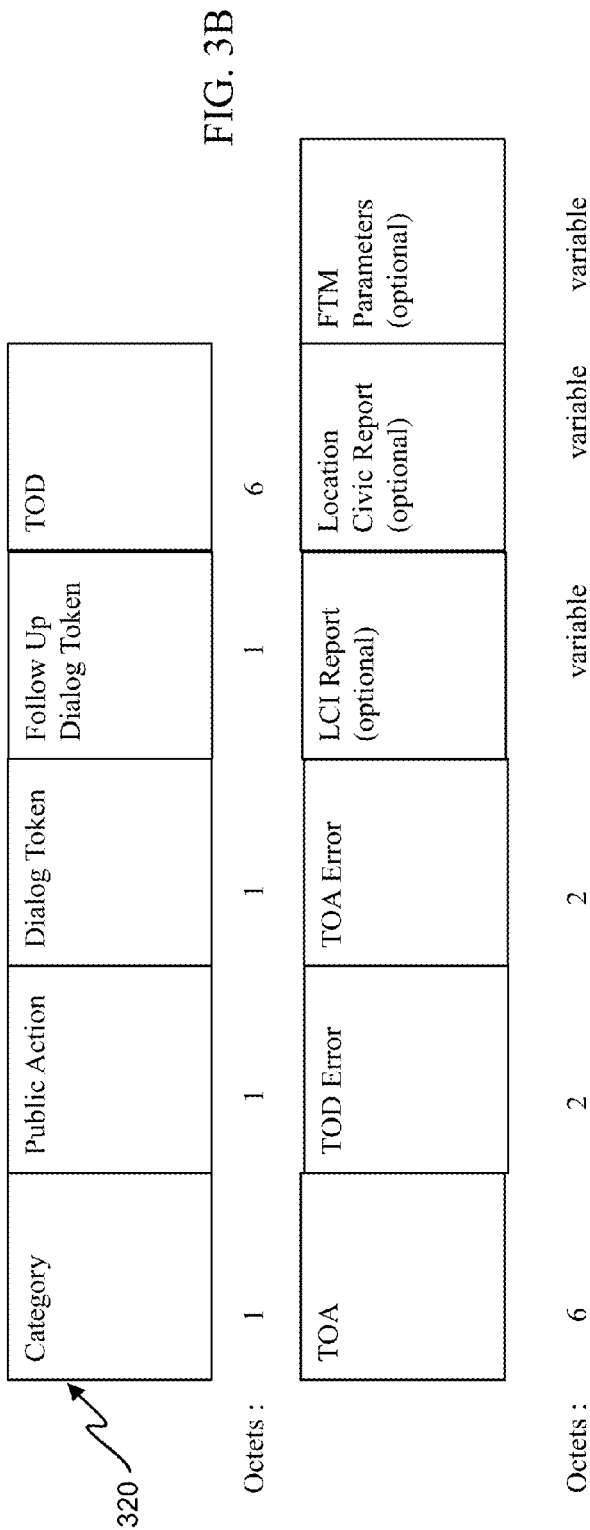 320
Category
Public Action
Dialog Token
Follow Up
Dialog Token
TOD
Octets :
1
1
1
1
6
TOA
TOD Error
TOA Error
LCI Report
(optional)
Location
Civic Report
(optional)
FTM
Parameters
(optional)
Octets :
6
2
2
variable
variable
variable
FIG. 3B